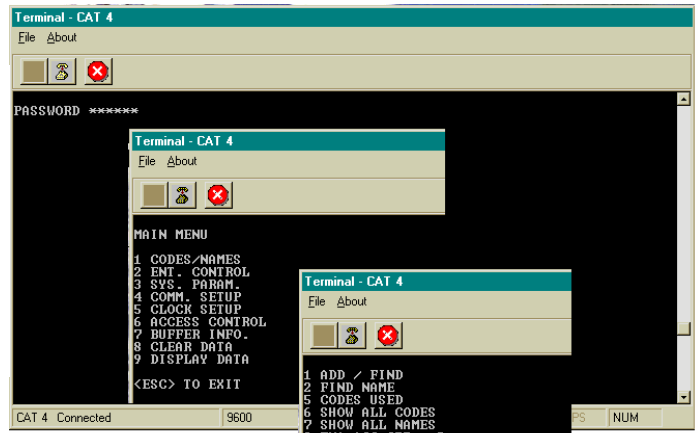 Terminal - CAT 4
File About
PASSWORD ******
Terminal - CAT 4
File About
MAIN MENU
1 CODES/NAMES
2 ENT. CONTROL
3 SYS. PARAM.
4 COMM. SETUP
5 CLOCK SETUP
6 ACCESS CONTROL
7 BUFFER INFO.
8 CLEAR DATA
9 DISPLAY DATA
<ESC> TO EXIT
Terminal - CAT 4
File About
1 ADD / FIND
2 FIND NAME
5 CODES USED
6 SHOW ALL CODES
7 SHOW ALL NAMES
CAT 4 Connected 9600 PS NUM